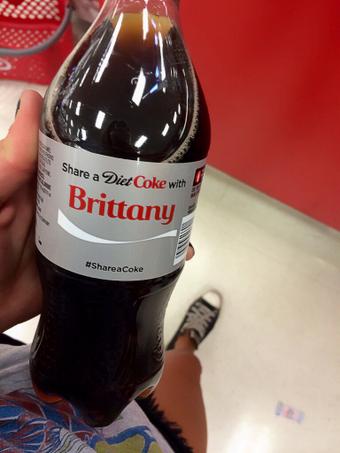 Share a Diet Coke with
Brittany
#ShareaCoke